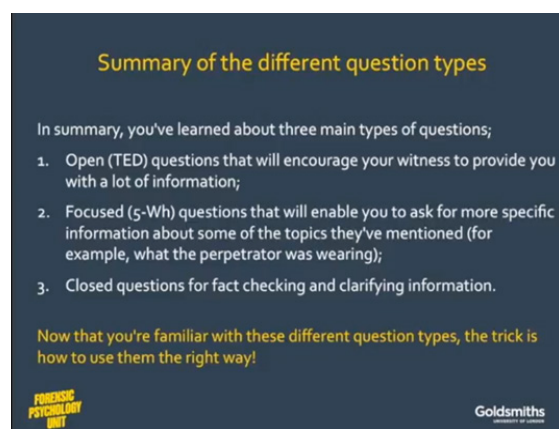 Summary of the different question types
In summary, you've learned about three main types of questions;
1. Open (TED) questions that will encourage your witness to provide you
with a lot of information;
2. Focused (5-Wh) questions that will enable you to ask for more specific
information about some of the topics they've mentioned (for
example, what the perpetrator was wearing);
3. Closed questions for fact checking and clarifying information.
Now that you're familiar with these different question types, the trick is
how to use them the right way!
FORENSIC
PSYCHOLOGY
UNIT
Goldsmiths
UNIVERSITY OF LONDON